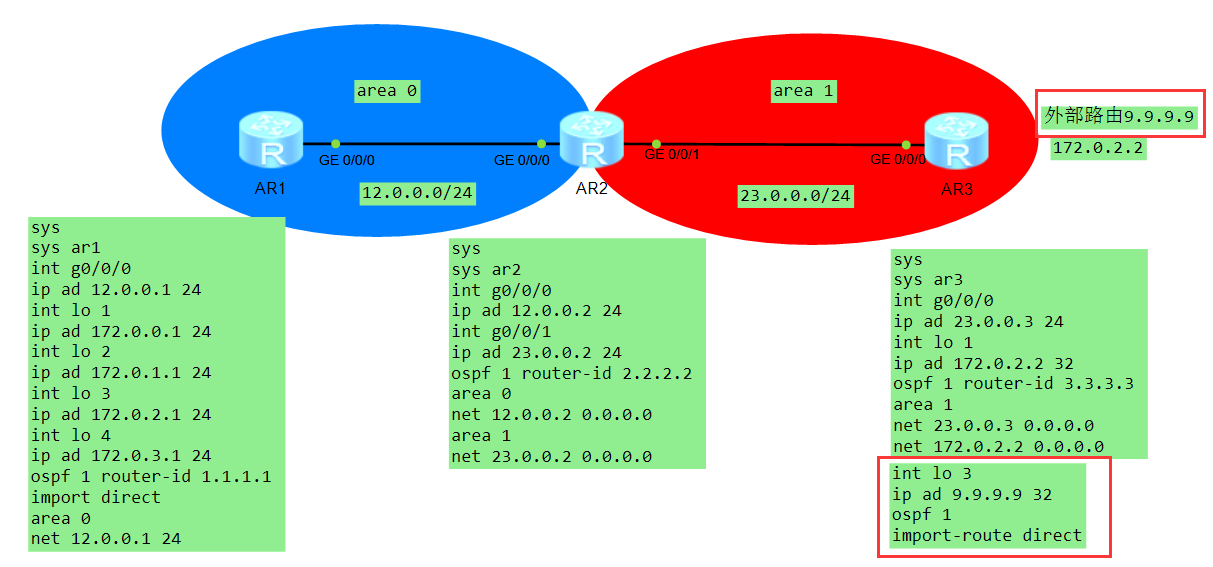 area 0
area 1
外部路由9.9.9.9
172.0.2.2
R
R
R
GE 0/0/0
GE 0/0/0
GE 0/0/1
GE 0/0/0
AR1
AR2
AR3
12.0.0.0/24
23.0.0.0/24
sys
sys ar1
int g0/0/0
ip ad 12.0.0.1 24
int lo 1
ip ad 172.0.0.1 24
int lo 2
ip ad 172.0.1.1 24
int lo 3
ip ad 172.0.2.1 24
int lo 4
ip ad 172.0.3.1 24
ospf 1 router-id 1.1.1.1
import direct
area 0
net 12.0.0.1 24
sys
sys ar2
int g0/0/0
ip ad 12.0.0.2 24
int g0/0/1
ip ad 23.0.0.2 24
ospf 1 router-id 2.2.2.2
area 0
net 12.0.0.2 0.0.0.0
area 1
net 23.0.0.2 0.0.0.0
sys
sys ar3
int g0/0/0
ip ad 23.0.0.3 24
int lo 1
ip ad 172.0.2.2 32
ospf 1 router-id 3.3.3.3
area 1
net 23.0.0.3 0.0.0.0
net 172.0.2.2 0.0.0.0
int lo 3
ip ad 9.9.9.9 32
ospf 1
import-route direct